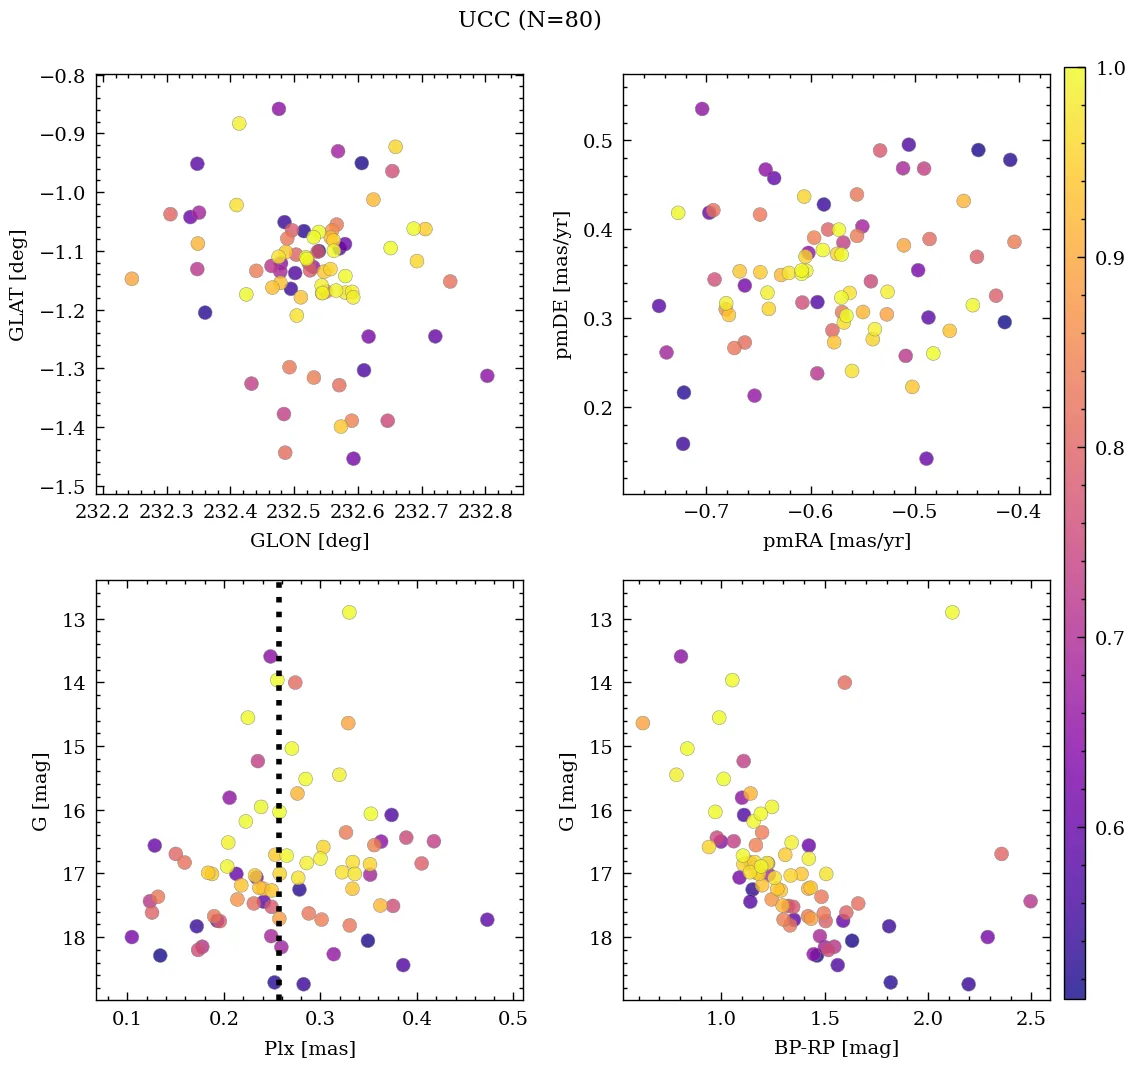 UCC (N=80)
−0.8
−0.9
−1.0
−1.1
−1.2
−1.3
−1.4
−1.5
GLAT [deg]
232.2 232.3 232.4 232.5 232.6 232.7 232.8
GLON [deg]
0.5
0.4
0.3
0.2
pmDE [mas/yr]
−0.7 −0.6 −0.5 −0.4
pmRA [mas/yr]
13
14
15
16
17
18
G [mag]
0.1 0.2 0.3 0.4 0.5
Plx [mas]
13
14
15
16
17
18
G [mag]
1.0 1.5 2.0 2.5
BP-RP [mag]
1.0
0.9
0.8
0.7
0.6